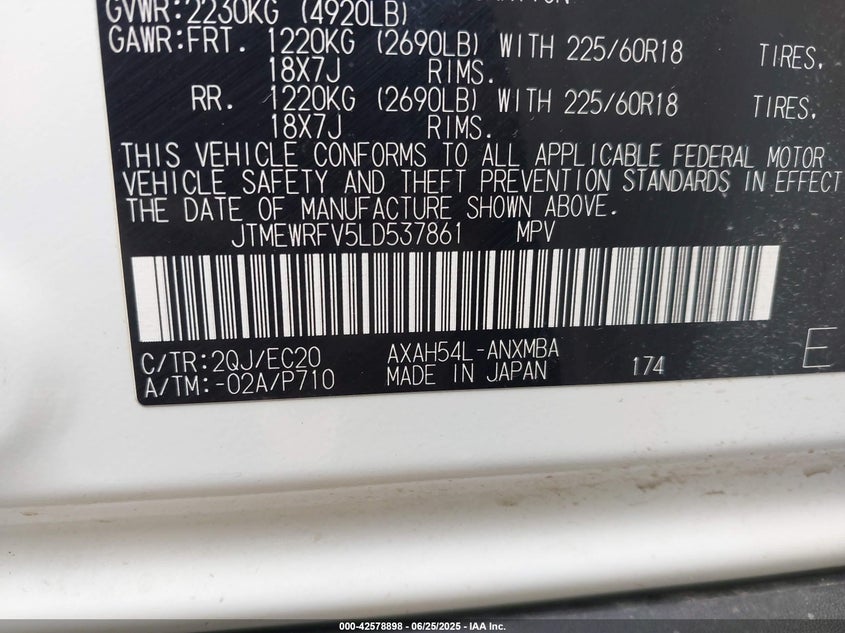 GVWR:2230KG (4920LB)
GAWR:FRT. 1220KG (2690LB) WITH 225/60R18 TIRES,
18X7J RIMS.
RR. 1220KG (2690LB) WITH 225/60R18 TIRES,
18X7J RIMS.
THIS VEHICLE CONFORMS TO ALL APPLICABLE FEDERAL MOTOR
VEHICLE SAFETY AND THEFT PREVENTION STANDARDS IN EFFECT
THE DATE OF MANUFACTURE SHOWN ABOVE.
JTMEWRFV5LD537861 MPV
C/TR:2QJ/EC20 AXAH54L-ANXMBA 174 E
A/TM:-02A/P710 MADE IN JAPAN
000-42578898 - 06/25/2025 - IAA Inc.